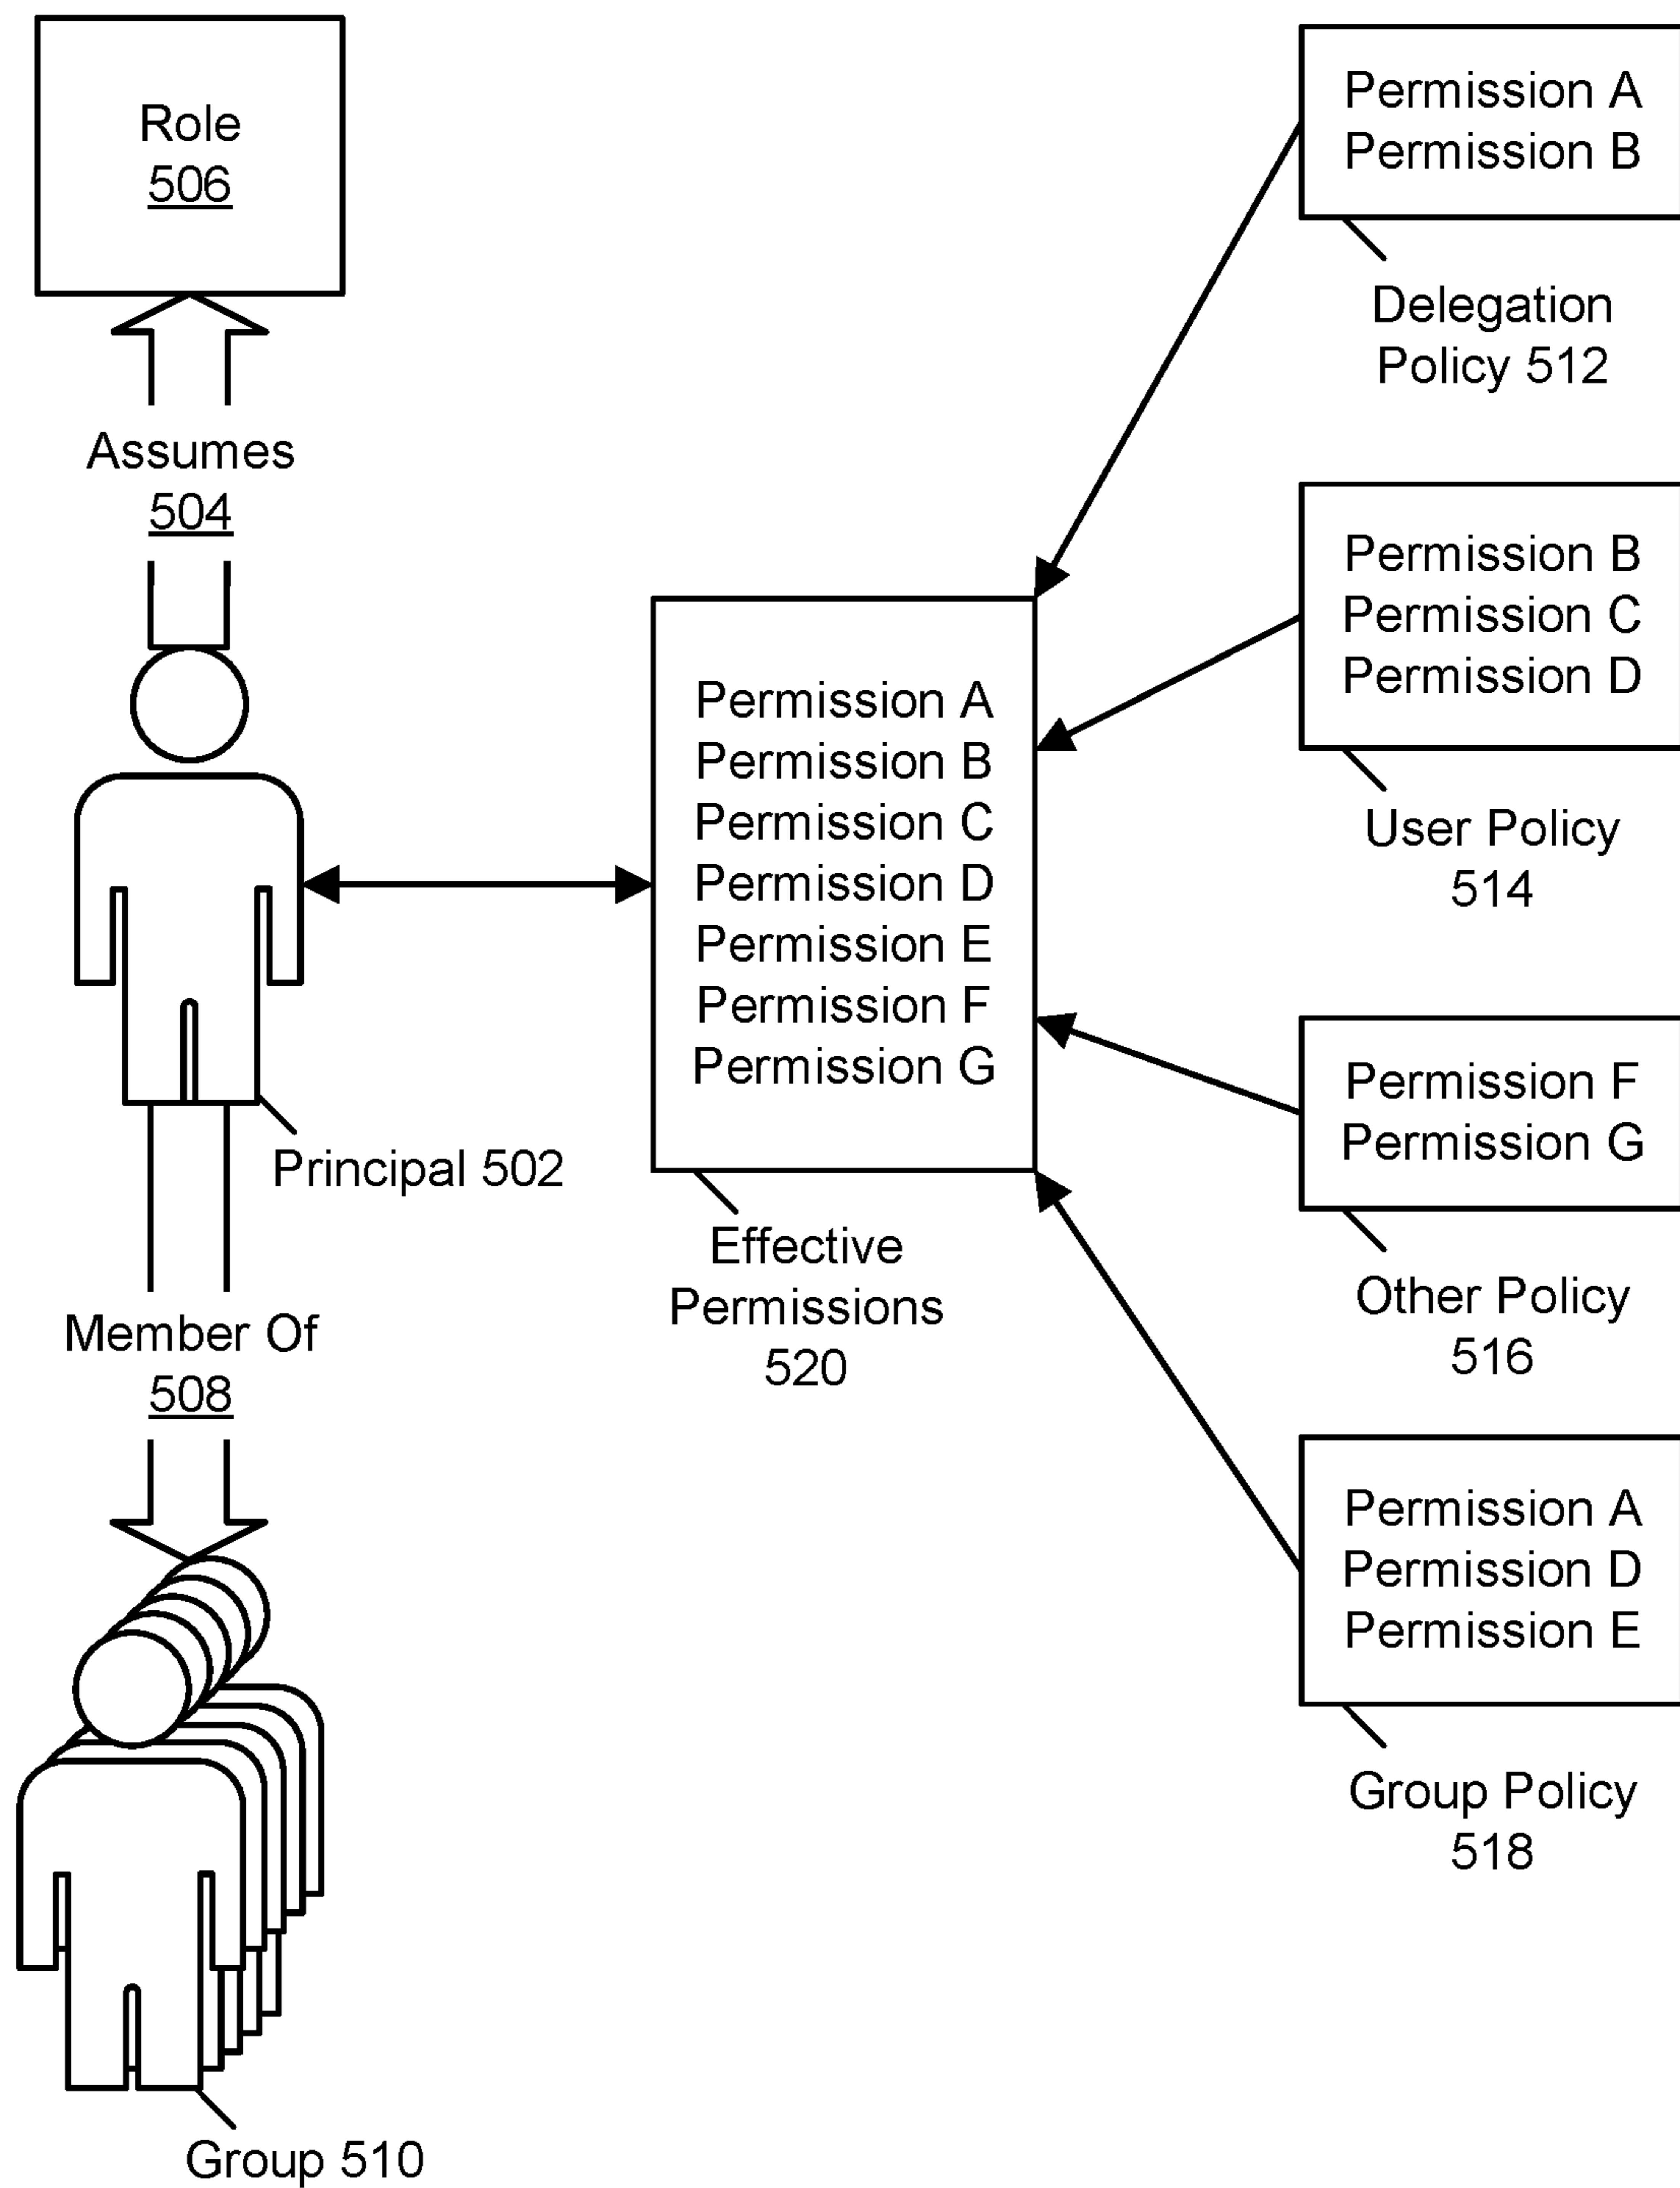 Role
506
Assumes
504
Principal 502
Member Of
508
Group 510
Permission A
Permission B
Permission C
Permission D
Permission E
Permission F
Permission G
Effective
Permissions
520
Permission A
Permission B
Delegation
Policy 512
Permission B
Permission C
Permission D
User Policy
514
Permission F
Permission G
Other Policy
516
Permission A
Permission D
Permission E
Group Policy
518